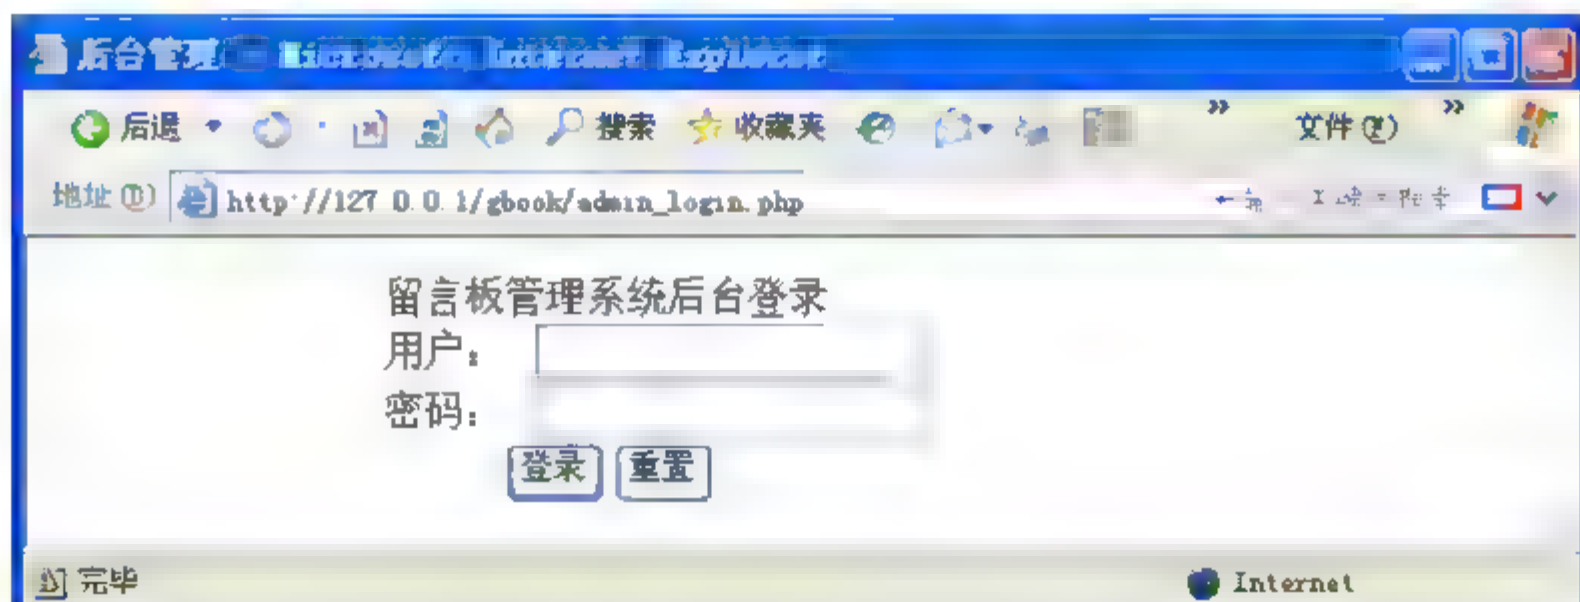 后台管理
后退 搜索 收藏夹 » 文件(F) »
地址(D) http://127.0.0.1/gbook/admin_login.php
留言板管理系统后台登录
用户：
密码：
登录 重置
完毕 Internet